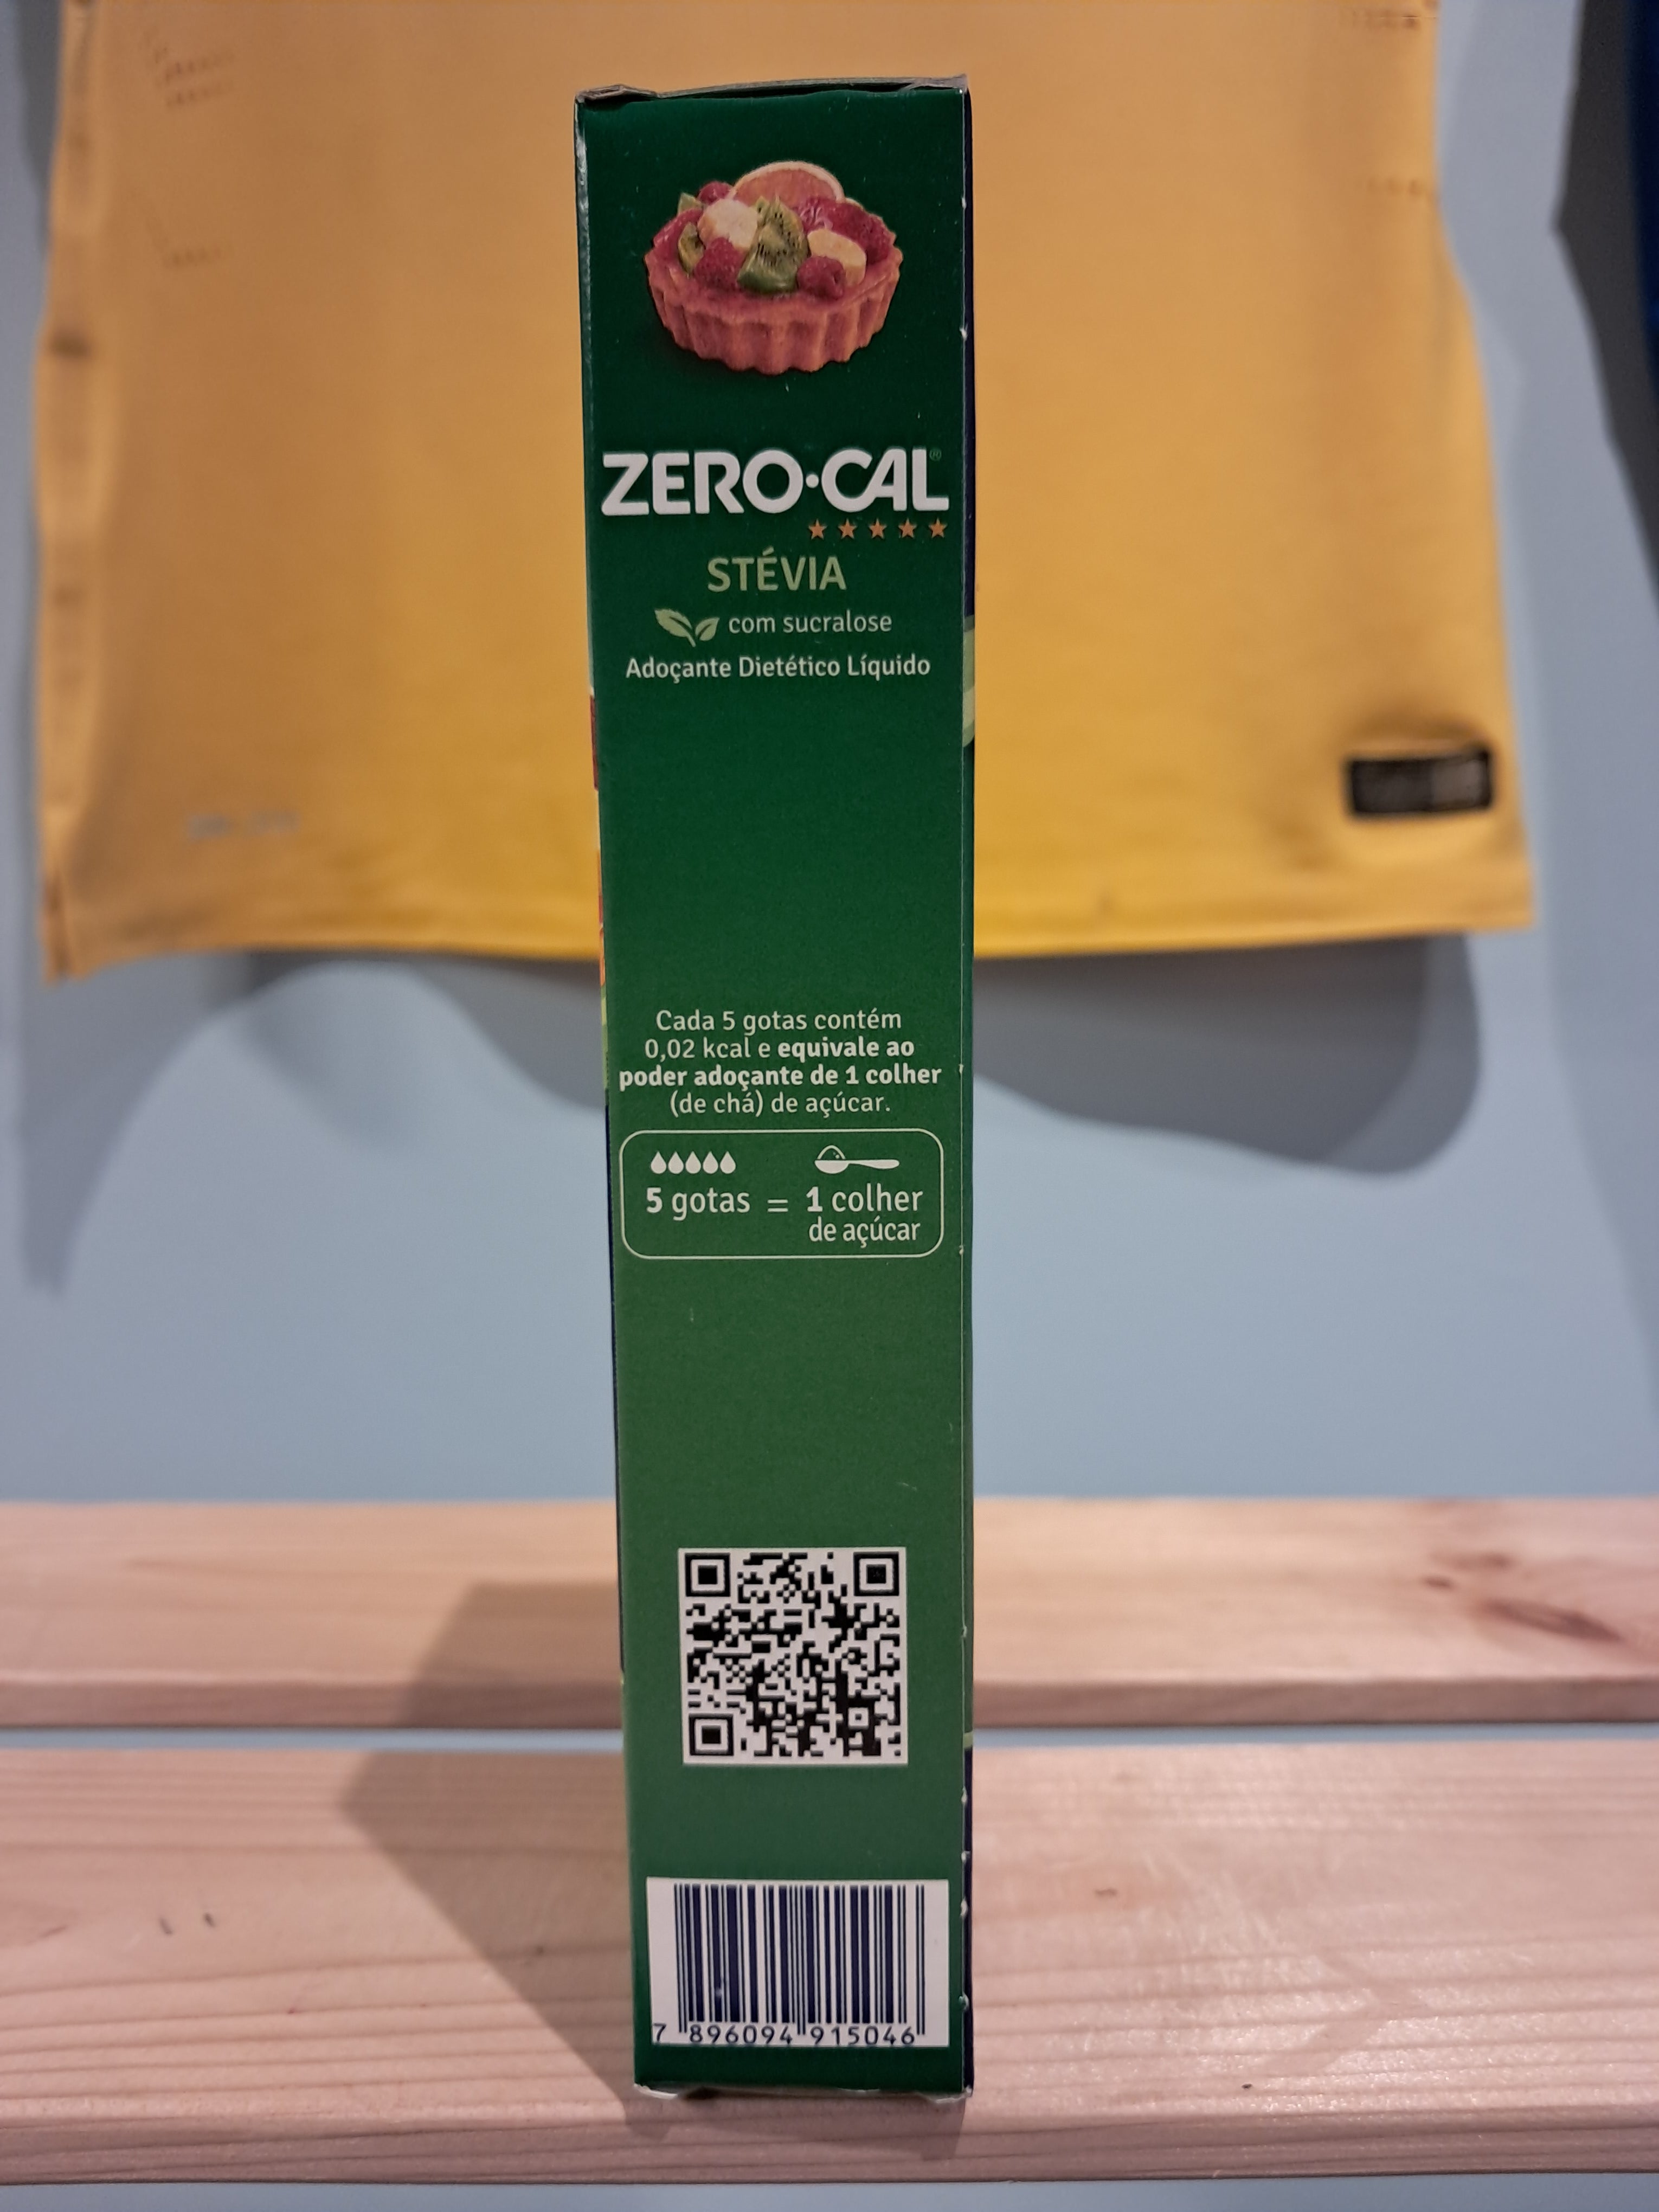 ZERO·CAL®
STÉVIA
com sucralose
Adoçante Dietético Líquido
Cada 5 gotas contém
0,02 kcal e equivale ao
poder adoçante de 1 colher
(de chá) de açúcar.
5 gotas = 1 colher
de açúcar
7 896094 915046